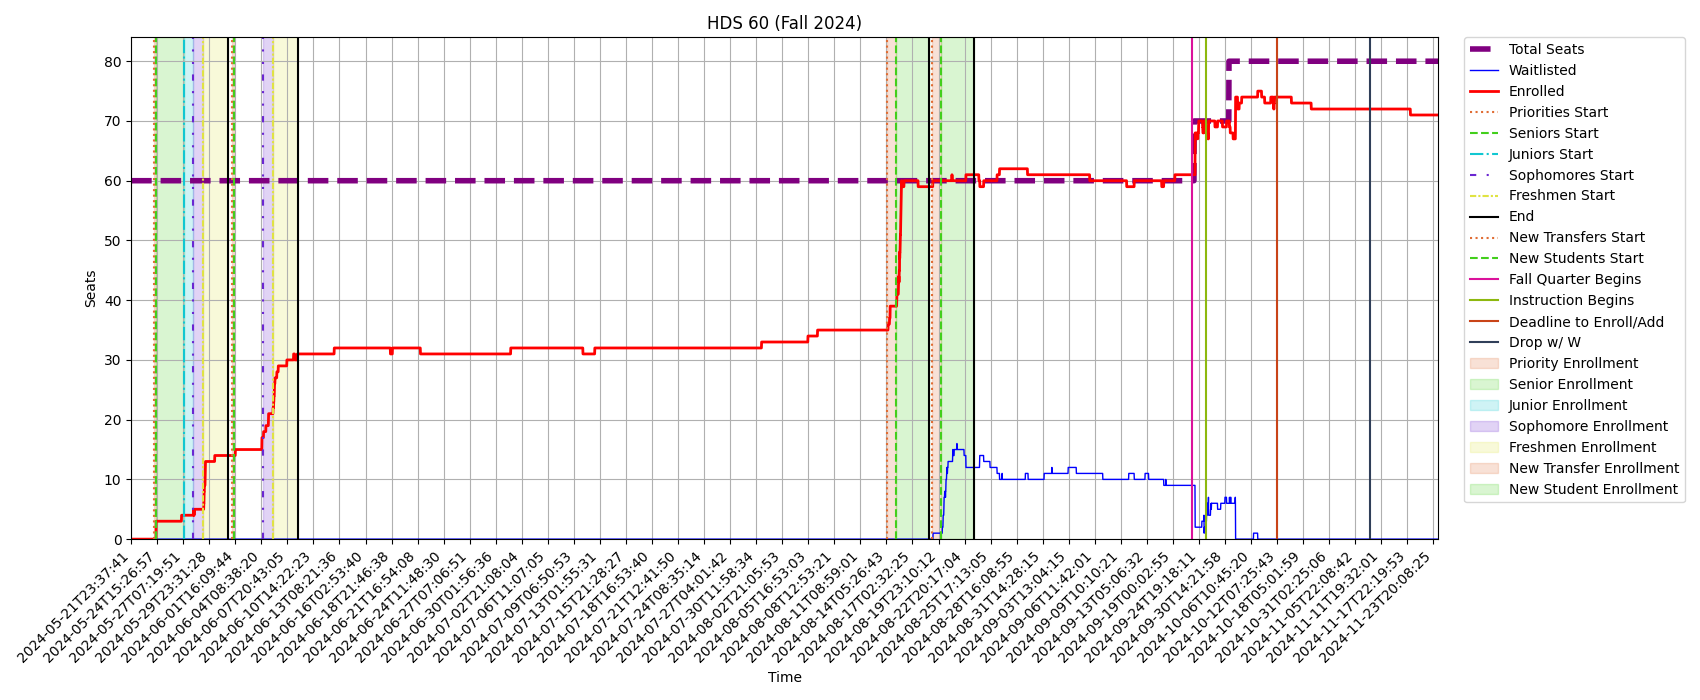 HDS 60 (Fall 2024)
Seats
80
70
60
50
40
30
20
10
0
2024-05-21T23:37:41
2024-05-24T15:26:57
2024-05-27T07:19:51
2024-05-29T23:31:28
2024-06-01T16:09:44
2024-06-04T08:38:20
2024-06-07T20:43:05
2024-06-10T14:22:23
2024-06-13T08:21:36
2024-06-16T02:53:40
2024-06-18T21:46:38
2024-06-21T16:54:08
2024-06-24T11:48:30
2024-06-27T07:06:51
2024-06-30T01:56:36
2024-07-02T21:08:04
2024-07-06T11:07:05
2024-07-09T06:50:53
2024-07-13T01:55:31
2024-07-15T21:28:27
2024-07-18T16:53:40
2024-07-21T12:41:50
2024-07-24T08:35:14
2024-07-27T04:01:42
2024-07-30T11:58:34
2024-08-02T21:05:53
2024-08-05T16:53:03
2024-08-08T12:53:21
2024-08-11T08:59:01
2024-08-14T05:26:43
2024-08-17T02:32:25
2024-08-19T23:10:12
2024-08-22T20:17:04
2024-08-25T17:13:05
2024-08-28T16:08:55
2024-08-31T14:28:15
2024-09-03T13:04:15
2024-09-06T11:42:01
2024-09-09T10:10:21
2024-09-13T05:06:32
2024-09-19T00:02:55
2024-09-24T19:18:11
2024-09-30T14:21:58
2024-10-06T10:45:20
2024-10-12T07:25:43
2024-10-18T05:01:59
2024-10-31T02:25:06
2024-11-05T22:08:42
2024-11-11T19:32:01
2024-11-17T22:19:53
2024-11-23T20:08:25
Time
Total Seats
Waitlisted
Enrolled
Priorities Start
Seniors Start
Juniors Start
Sophomores Start
Freshmen Start
End
New Transfers Start
New Students Start
Fall Quarter Begins
Instruction Begins
Deadline to Enroll/Add
Drop w/ W
Priority Enrollment
Senior Enrollment
Junior Enrollment
Sophomore Enrollment
Freshmen Enrollment
New Transfer Enrollment
New Student Enrollment